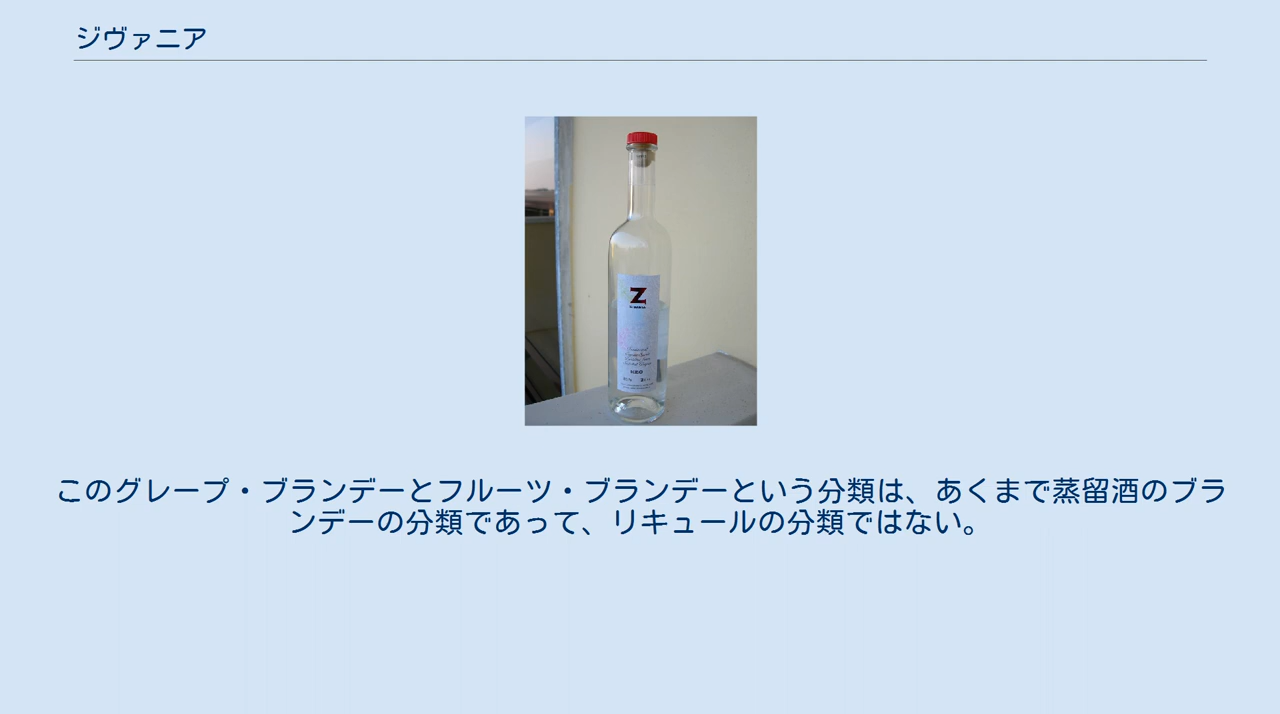 ジヴァニア
Z
このグレープ・ブランデーとフルーツ・ブランデーという分類は、あくまで蒸留酒のブラ
ンデーの分類であって、リキュールの分類ではない。